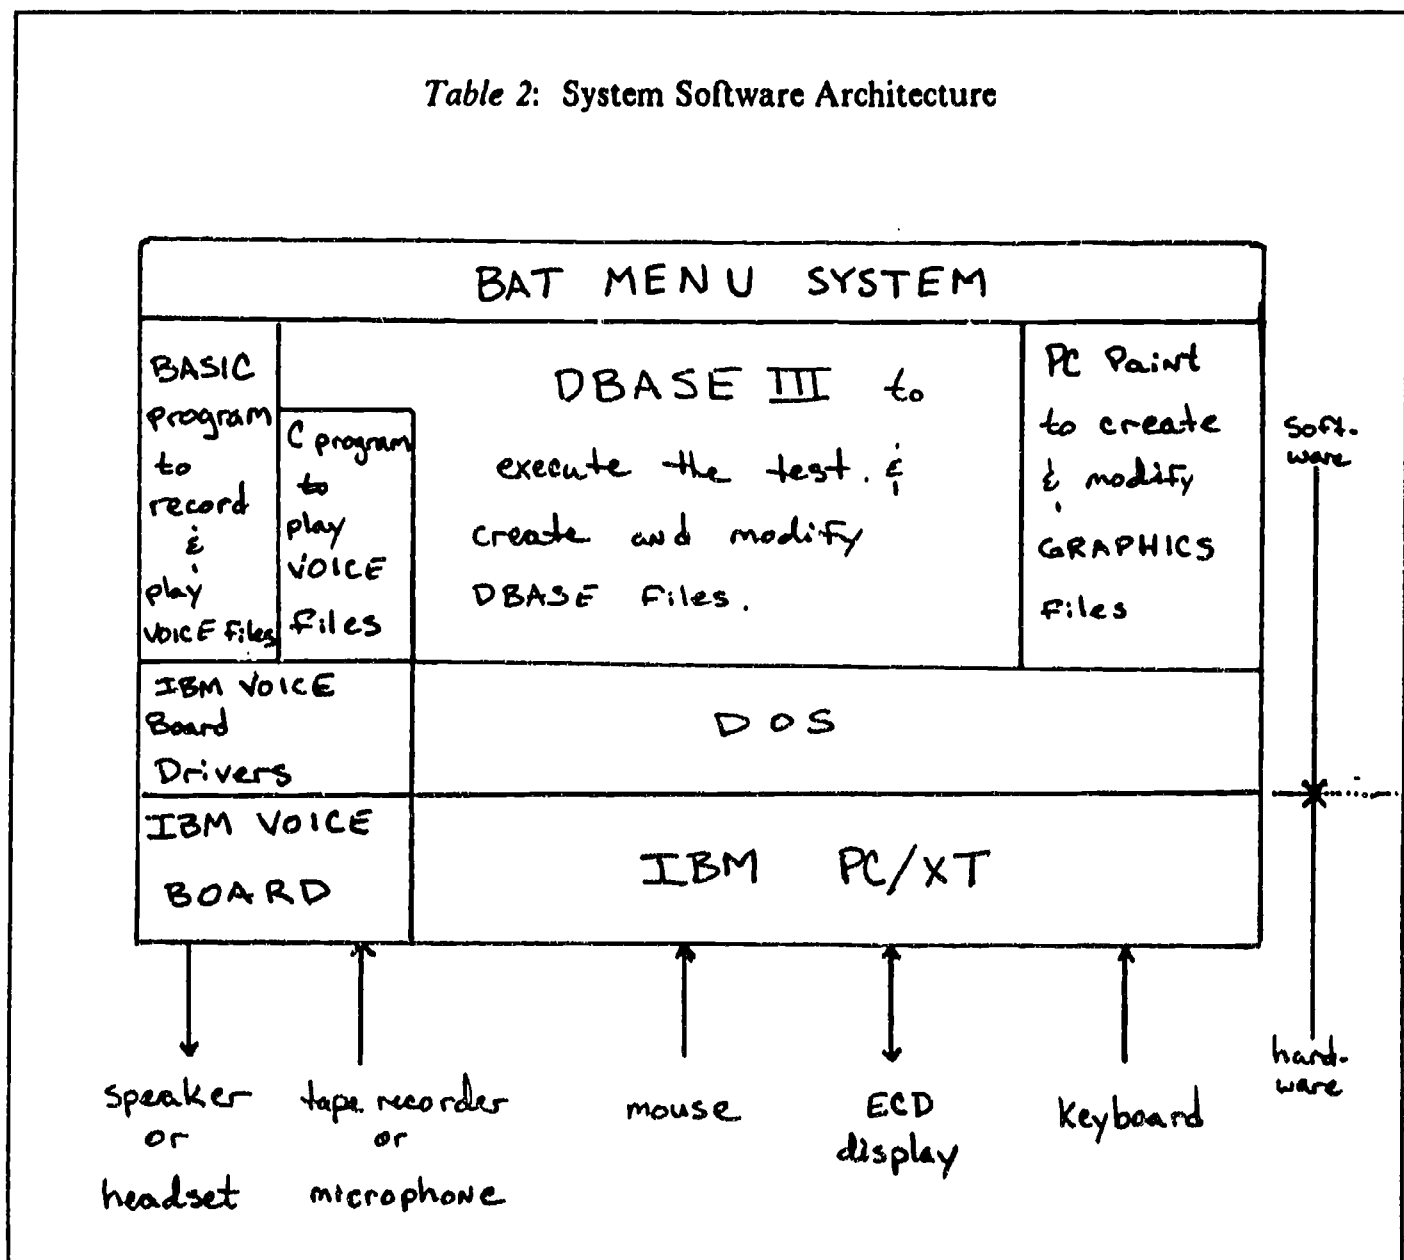 Table 2: System Software Architecture
BAT MENU SYSTEM
BASIC
program
to
record
&
play
VOICE Files
C program
to
play
VOICE
Files
DBASE III to
execute the test. &
create and modify
DBASE Files.
PC Paint
to create
& modify
GRAPHICS
Files
soft-
ware
IBM VOICE
Board
Drivers
DOS
IBM VOICE
BOARD
IBM PC/XT
hard-
ware
speaker
or
headset
tape recorder
or
microphone
mouse
ECD
display
Keyboard